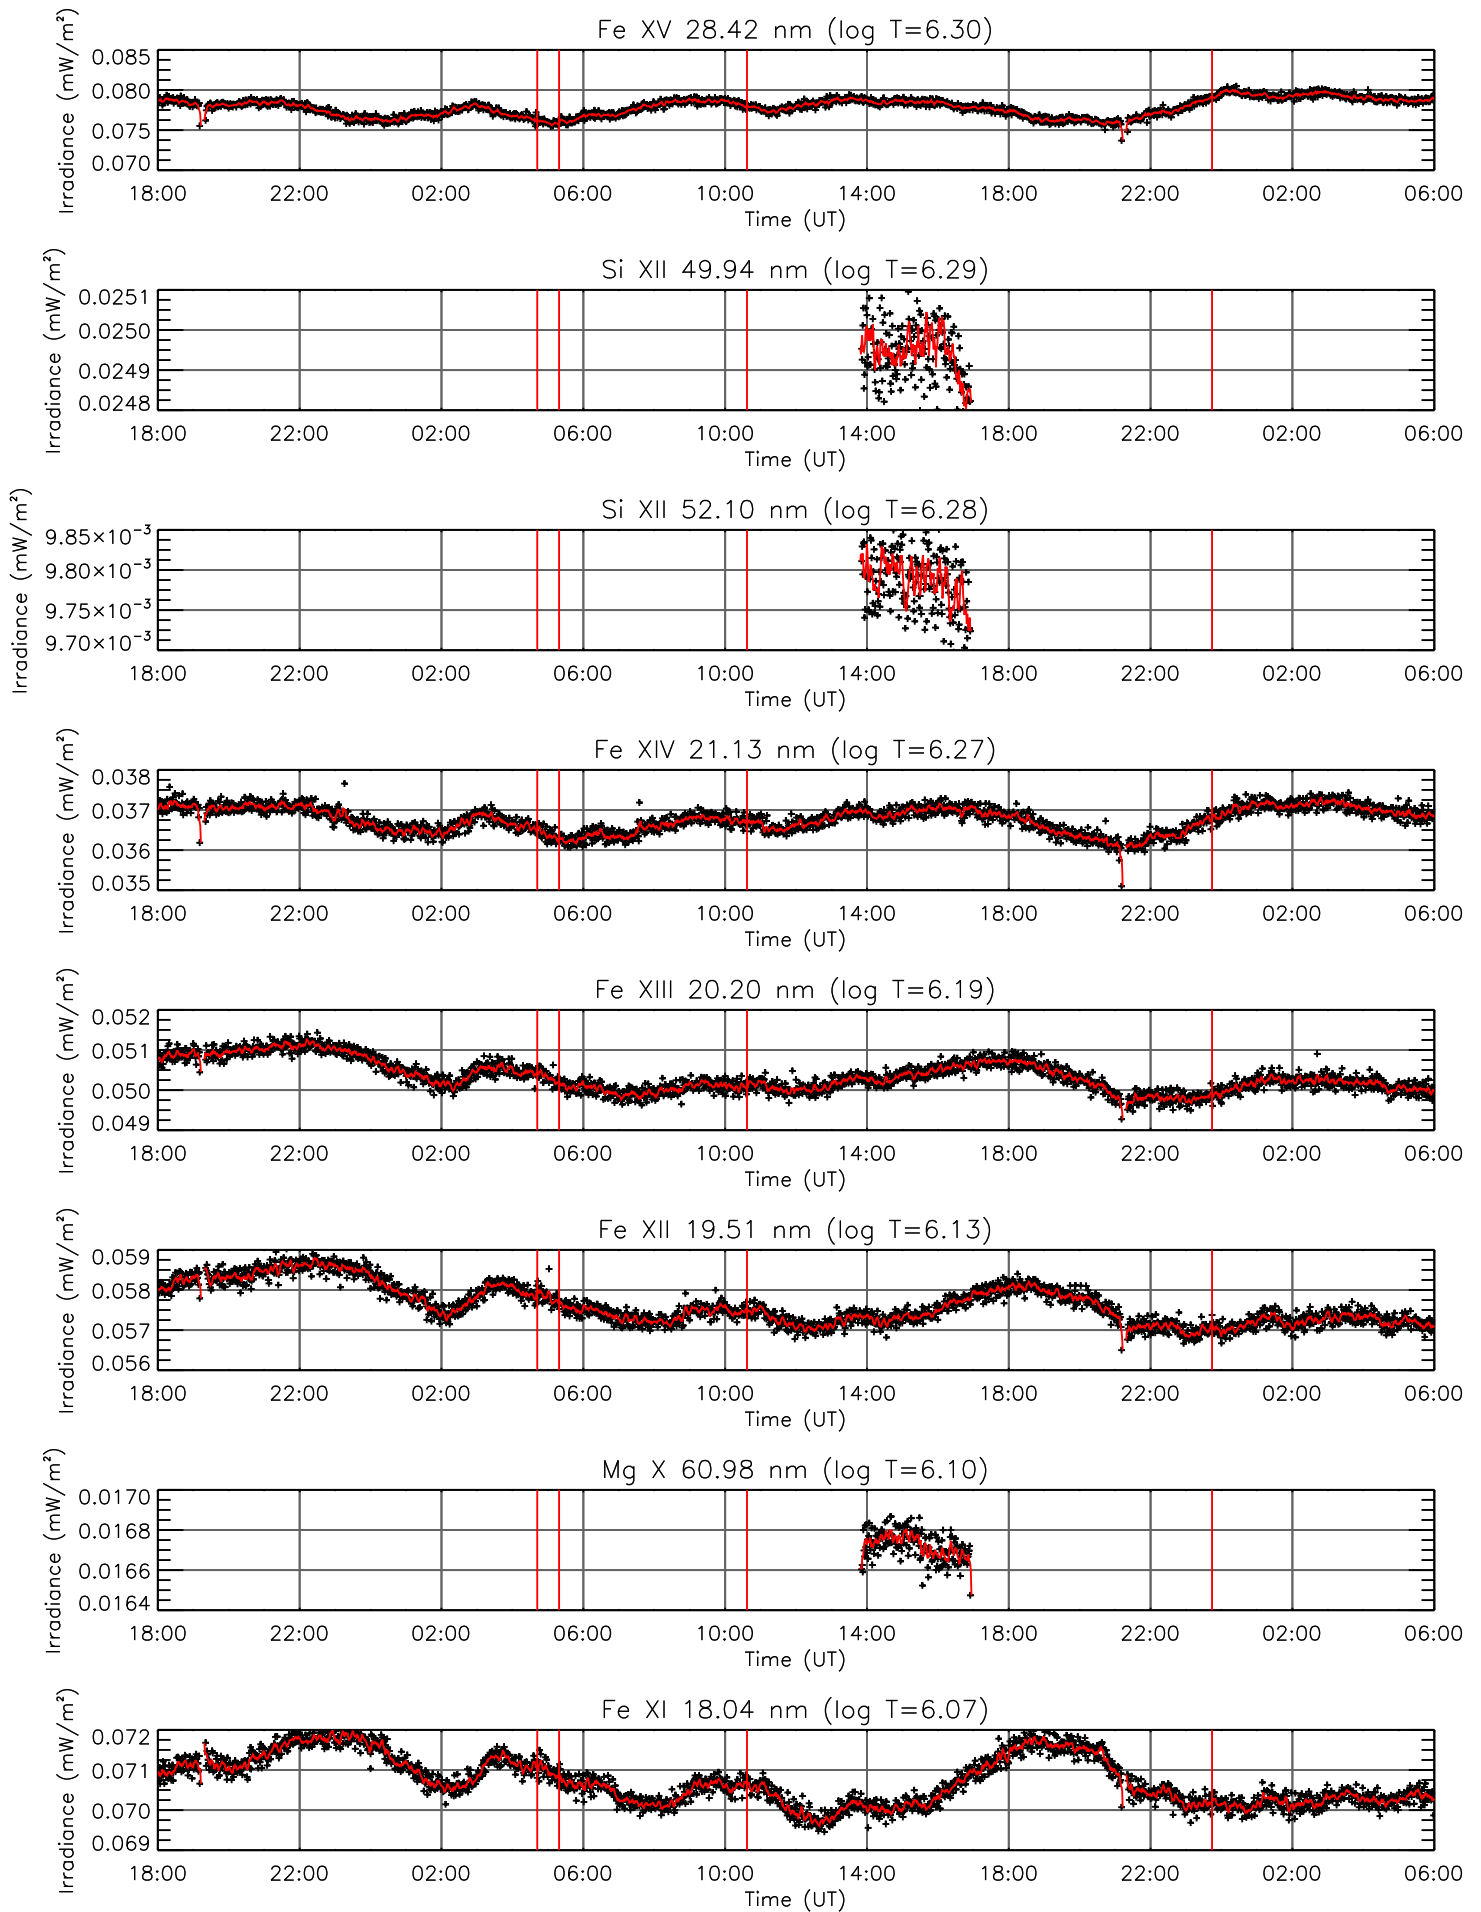 Fe XV 28.42 nm (log T=6.30)
Irradiance (mW/m²)
0.085
0.080
0.075
0.070
18:00 22:00 02:00 06:00 10:00 14:00 18:00 22:00 02:00 06:00
Time (UT)
Si XII 49.94 nm (log T=6.29)
Irradiance (mW/m²)
0.0251
0.0250
0.0249
0.0248
18:00 22:00 02:00 06:00 10:00 14:00 18:00 22:00 02:00 06:00
Time (UT)
Si XII 52.10 nm (log T=6.28)
Irradiance (mW/m²)
9.85×10⁻³
9.80×10⁻³
9.75×10⁻³
9.70×10⁻³
18:00 22:00 02:00 06:00 10:00 14:00 18:00 22:00 02:00 06:00
Time (UT)
Fe XIV 21.13 nm (log T=6.27)
Irradiance (mW/m²)
0.038
0.037
0.036
0.035
18:00 22:00 02:00 06:00 10:00 14:00 18:00 22:00 02:00 06:00
Time (UT)
Fe XIII 20.20 nm (log T=6.19)
Irradiance (mW/m²)
0.052
0.051
0.050
0.049
18:00 22:00 02:00 06:00 10:00 14:00 18:00 22:00 02:00 06:00
Time (UT)
Fe XII 19.51 nm (log T=6.13)
Irradiance (mW/m²)
0.059
0.058
0.057
0.056
18:00 22:00 02:00 06:00 10:00 14:00 18:00 22:00 02:00 06:00
Time (UT)
Mg X 60.98 nm (log T=6.10)
Irradiance (mW/m²)
0.0170
0.0168
0.0166
0.0164
18:00 22:00 02:00 06:00 10:00 14:00 18:00 22:00 02:00 06:00
Time (UT)
Fe XI 18.04 nm (log T=6.07)
Irradiance (mW/m²)
0.072
0.071
0.070
0.069
18:00 22:00 02:00 06:00 10:00 14:00 18:00 22:00 02:00 06:00
Time (UT)